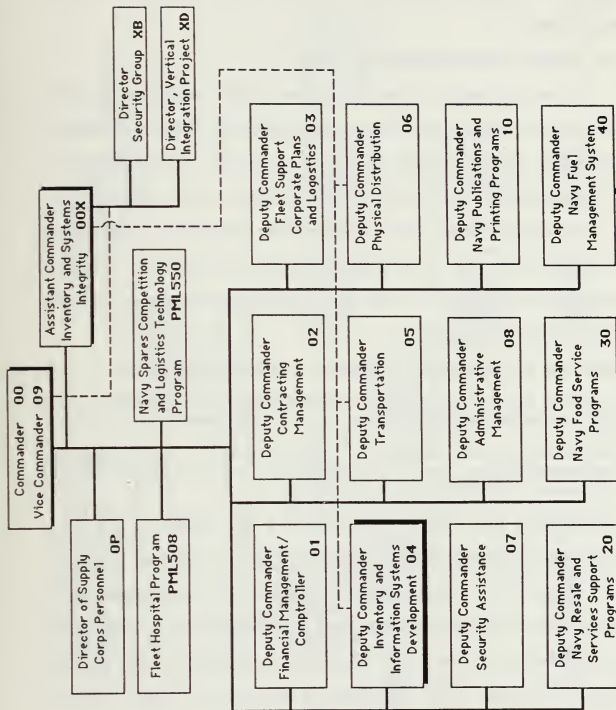 Commander 00
Vice Commander 09
Assistant Commander
Inventory and Systems
Integrity 00X
Director
Security Group XB
Director, Vertical
Integration Project XD
Director of Supply
Corps Personnel
OP
Fleet Hospital Program
PML508
Navy Spares Competition
and Logistics Technology
Program PML550
Deputy Commander
Financial Management/
Comptroller 01
Deputy Commander
Contracting
Management 02
Deputy Commander
Fleet Support
Corporate Plans
and Logostics 03
Deputy Commander
Inventory and
Information Systems
Development 04
Deputy Commander
Transportation
05
Deputy Commander
Physical Distribution
06
Deputy Commander
Security Assistance
07
Deputy Commander
Administrative
Management 08
Deputy Commander
Navy Publications and
Printing Programs
10
Deputy Commander
Navy Resale and
Services Support
Programs 20
Deputy Commander
Navy Food Service
Programs 30
Deputy Commander
Navy Fuel
Management System
40